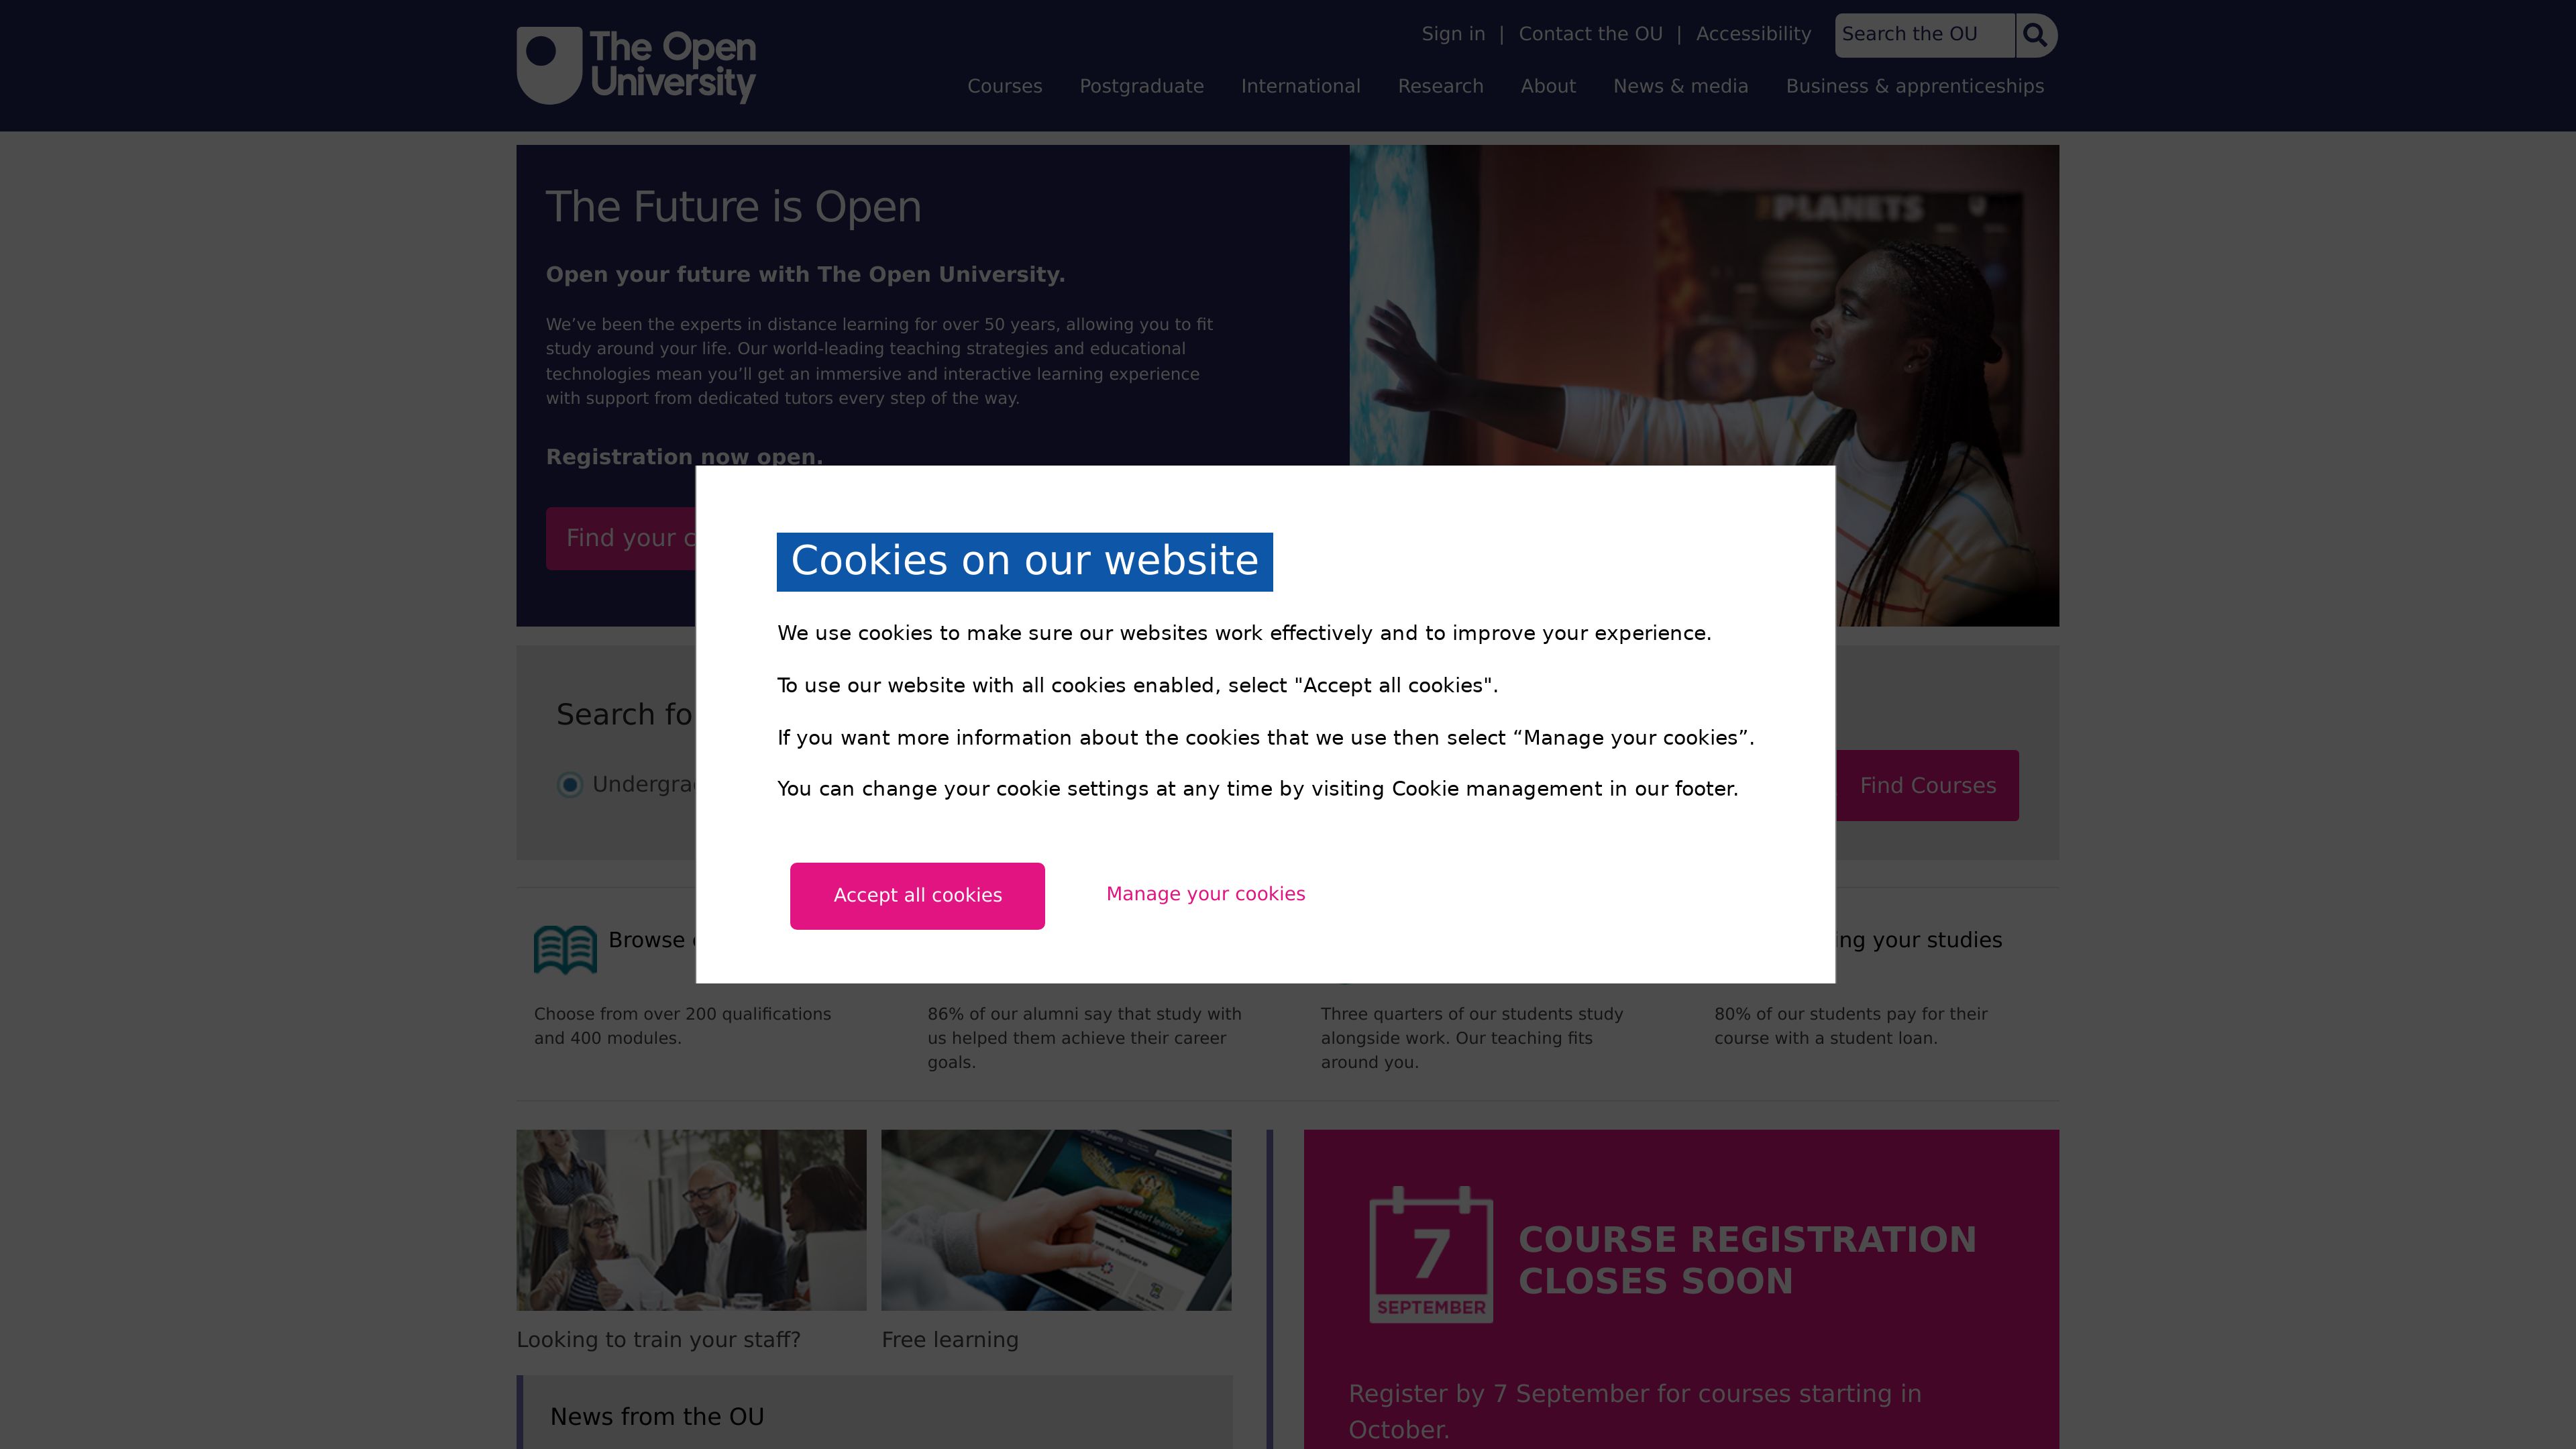 The Open
University
Sign in | Contact the OU | Accessibility
Search the OU
Courses Postgraduate International Research About News & media Business & apprenticeships
The Future is Open
Open your future with The Open University.
We’ve been the experts in distance learning for over 50 years, allowing you to fit
study around your life. Our world-leading teaching strategies and educational
technologies mean you’ll get an immersive and interactive learning experience
with support from dedicated tutors every step of the way.
Registration now open.
Find your
PLANETS
Cookies on our website
We use cookies to make sure our websites work effectively and to improve your experience.
To use our website with all cookies enabled, select "Accept all cookies".
If you want more information about the cookies that we use then select “Manage your cookies”.
You can change your cookie settings at any time by visiting Cookie management in our footer.
Accept all cookies
Manage your cookies
Search
Find Courses
Browse
your studies
Choose from over 200 qualifications
and 400 modules.
86% of our alumni say that study with
us helped them achieve their career
goals.
Three quarters of our students study
alongside work. Our teaching fits
around you.
80% of our students pay for their
course with a student loan.
Looking to train your staff?
Free learning
News from the OU
7
SEPTEMBER
COURSE REGISTRATION
CLOSES SOON
Register by 7 September for courses starting in
October.